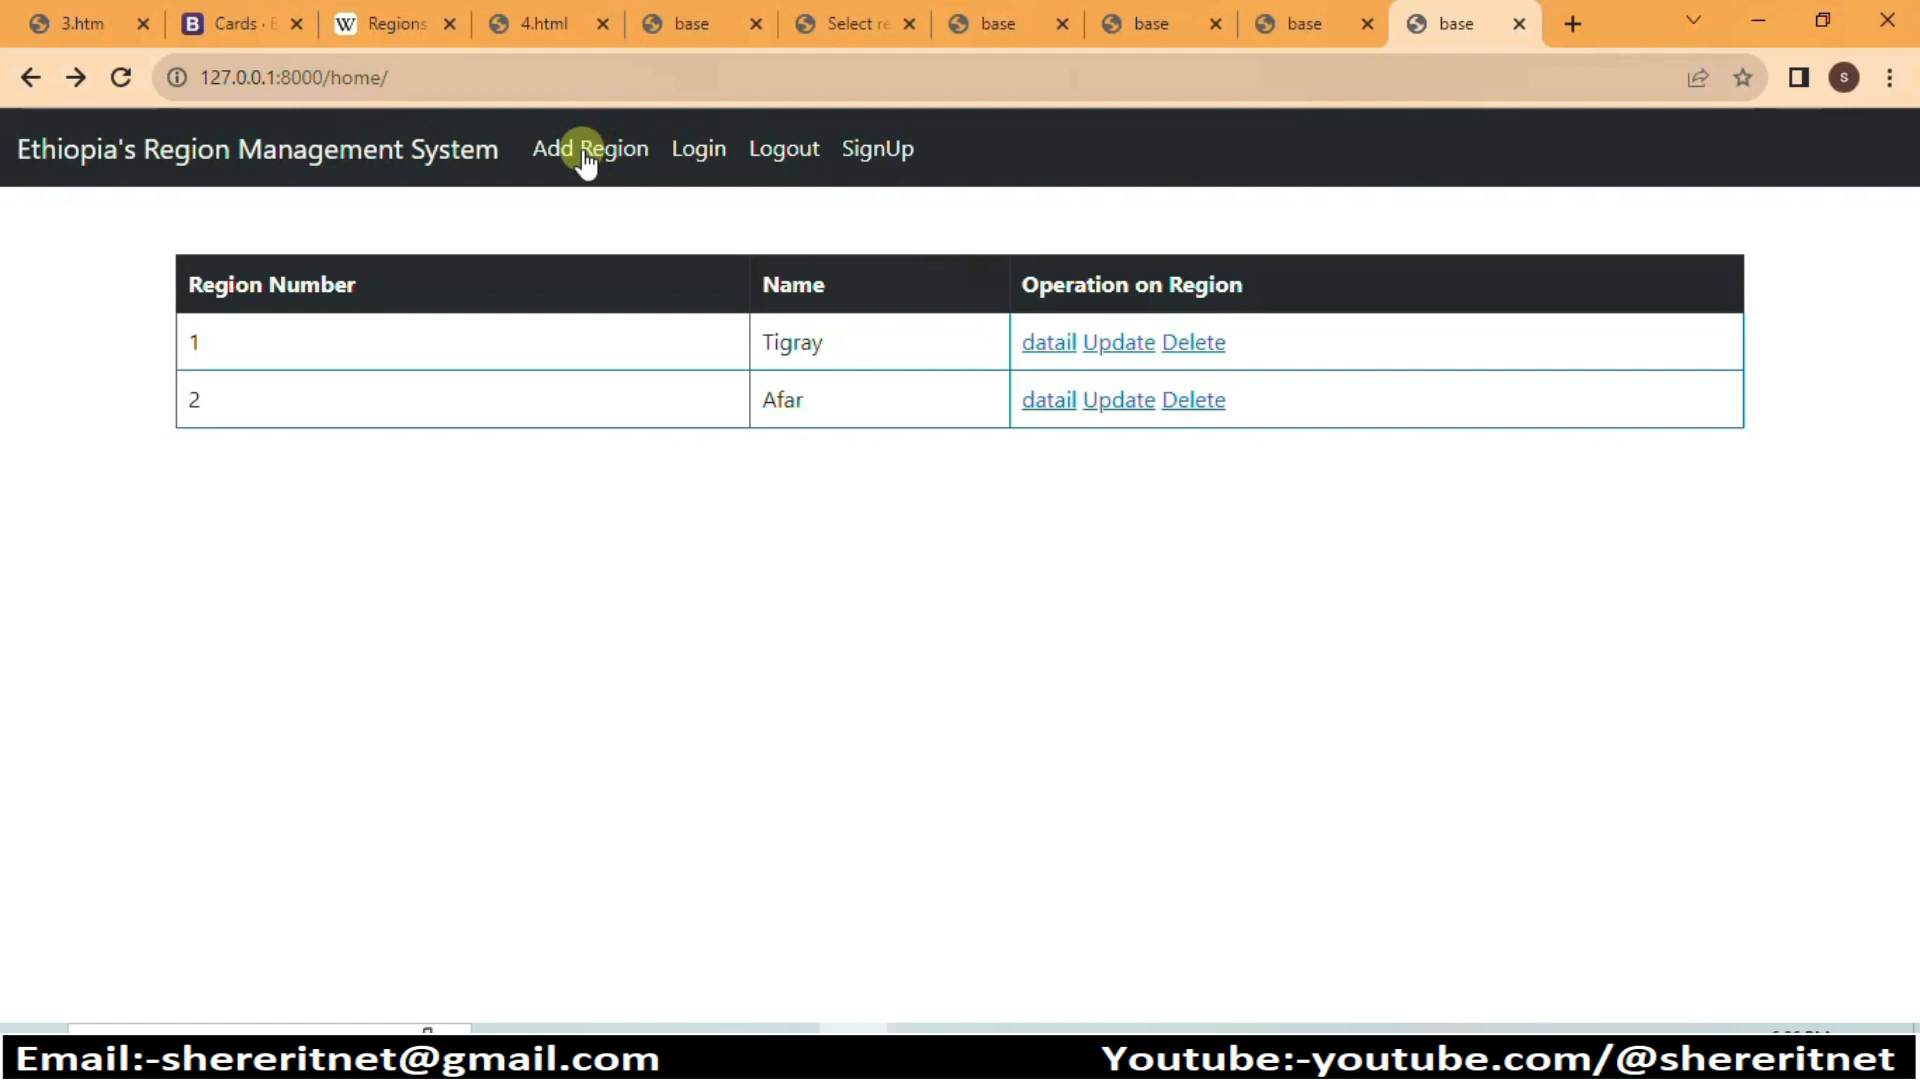 3.htm
Cards
Regions
4.html
base
Select re
base
base
base
base
127.0.0.1:8000/home/
S
Ethiopia's Region Management System Add Region Login Logout SignUp
Region Number Name Operation on Region
1 Tigray datail Update Delete
2 Afar datail Update Delete
Email:-shereritnet@gmail.com
Youtube:-youtube.com/@shereritnet